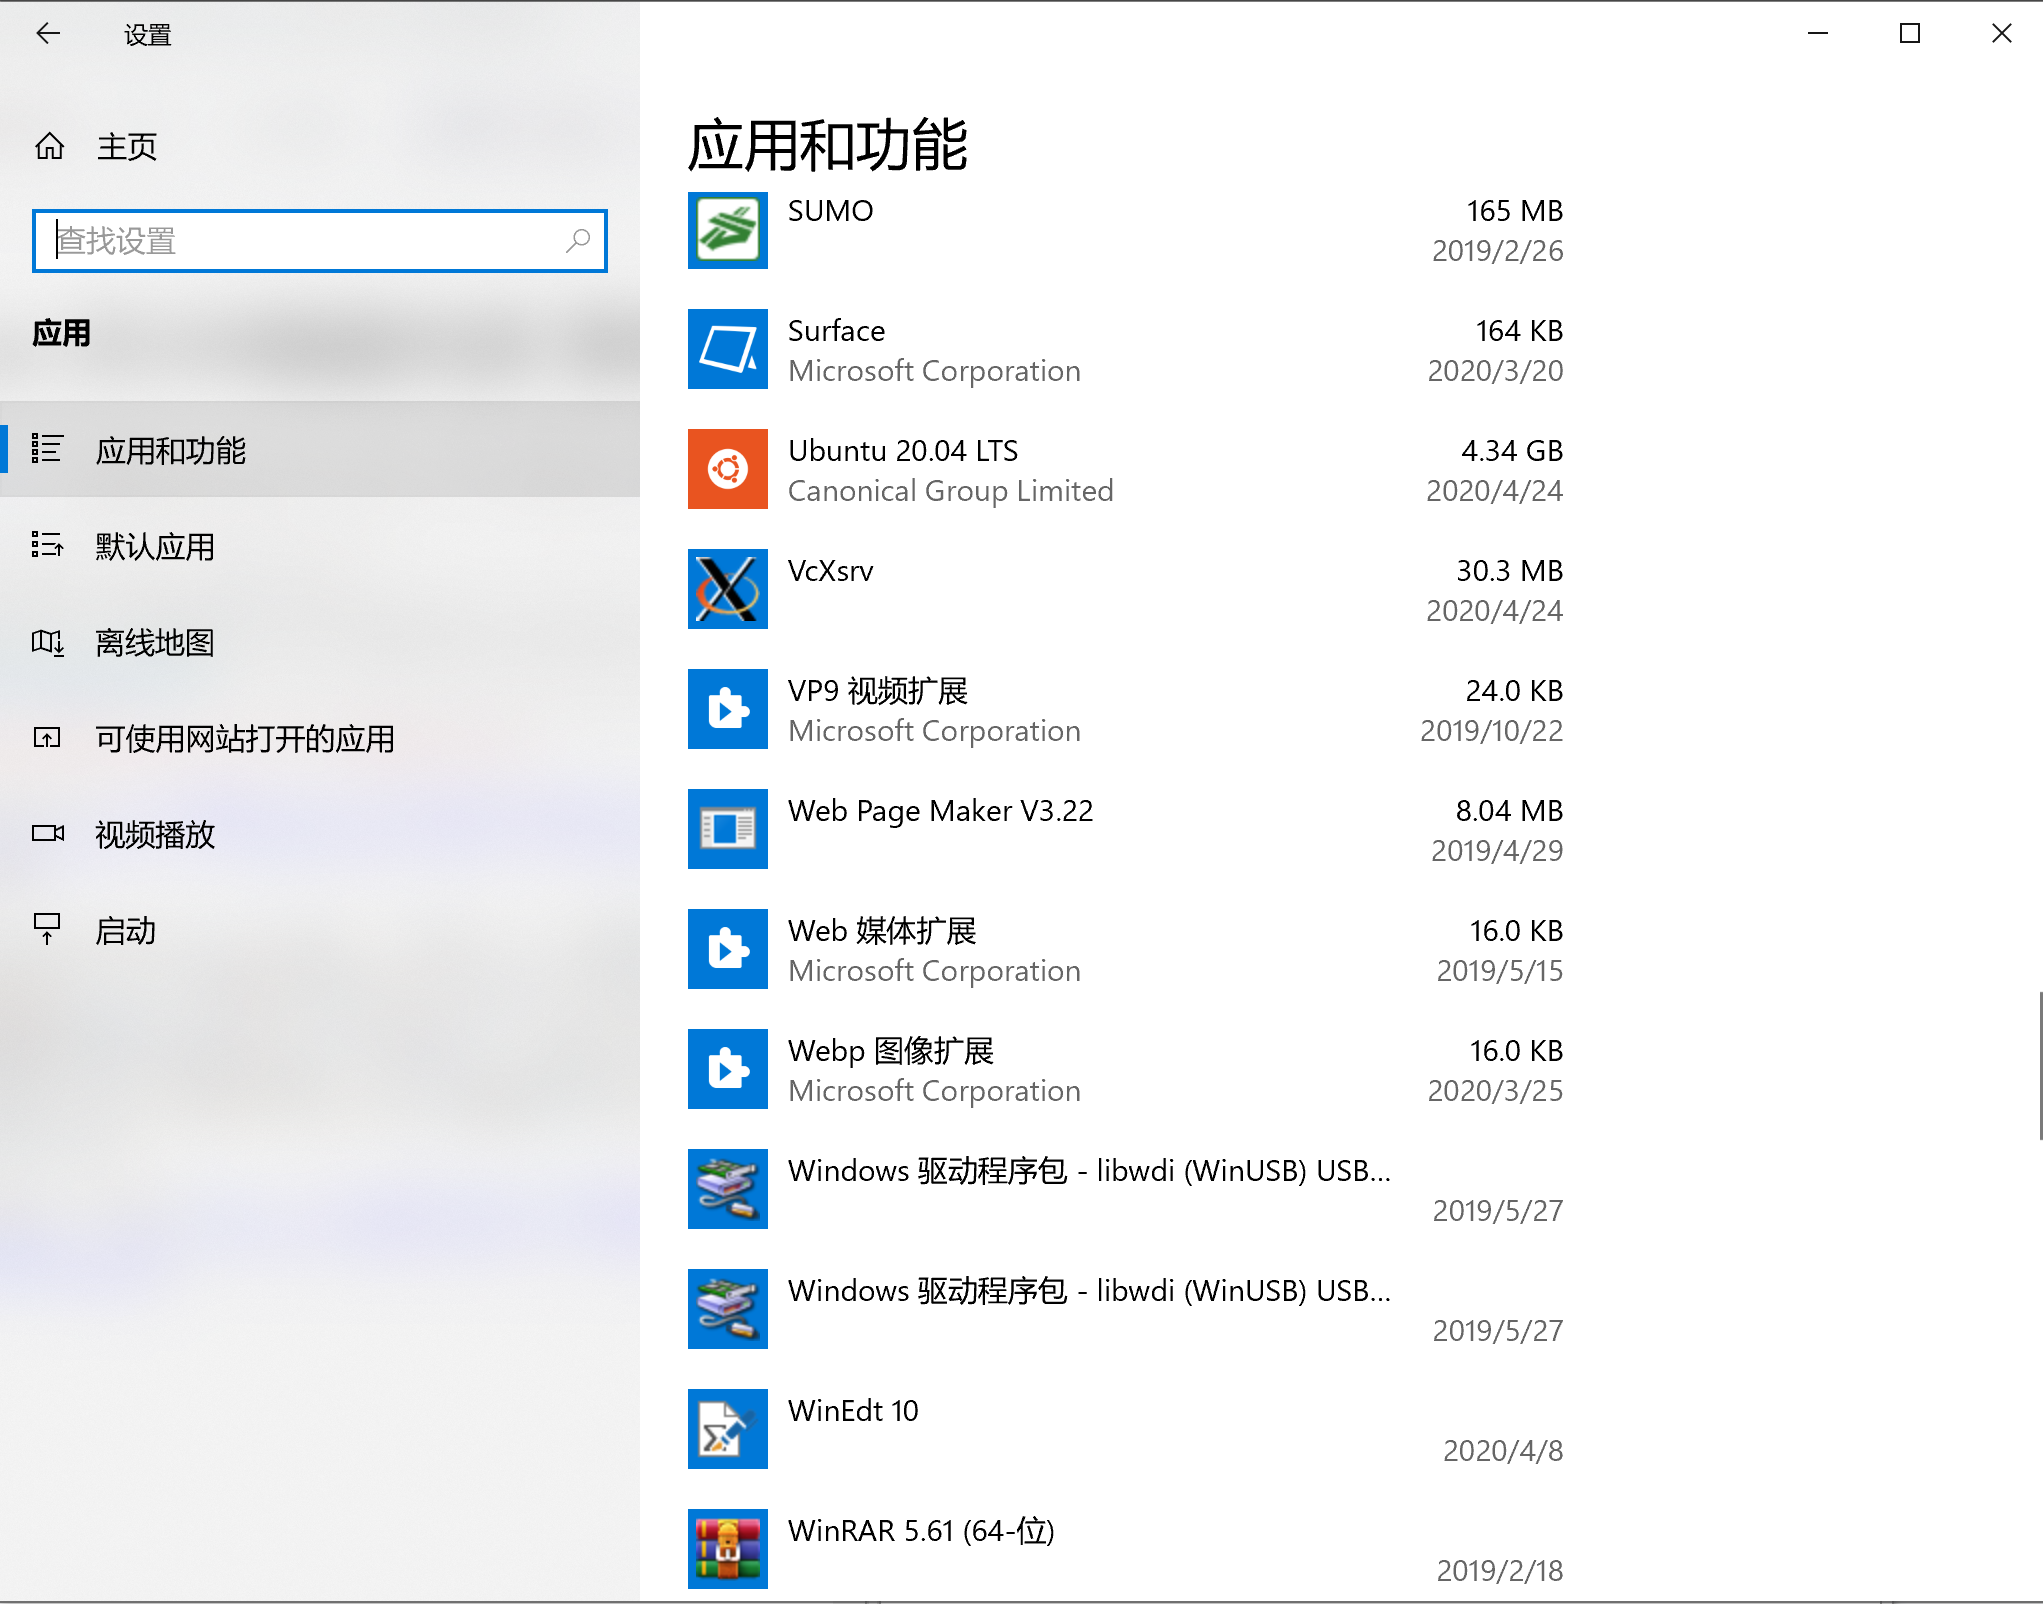 设置
主页
查找设置
应用
应用和功能
默认应用
离线地图
可使用网站打开的应用
视频播放
启动
应用和功能
SUMO 165 MB
2019/2/26
Surface 164 KB
Microsoft Corporation 2020/3/20
Ubuntu 20.04 LTS 4.34 GB
Canonical Group Limited 2020/4/24
VcXsrv 30.3 MB
2020/4/24
VP9 视频扩展 24.0 KB
Microsoft Corporation 2019/10/22
Web Page Maker V3.22 8.04 MB
2019/4/29
Web 媒体扩展 16.0 KB
Microsoft Corporation 2019/5/15
Webp 图像扩展 16.0 KB
Microsoft Corporation 2020/3/25
Windows 驱动程序包 - libwdi (WinUSB) USB...
2019/5/27
Windows 驱动程序包 - libwdi (WinUSB) USB...
2019/5/27
WinEdt 10
2020/4/8
WinRAR 5.61 (64-位)
2019/2/18